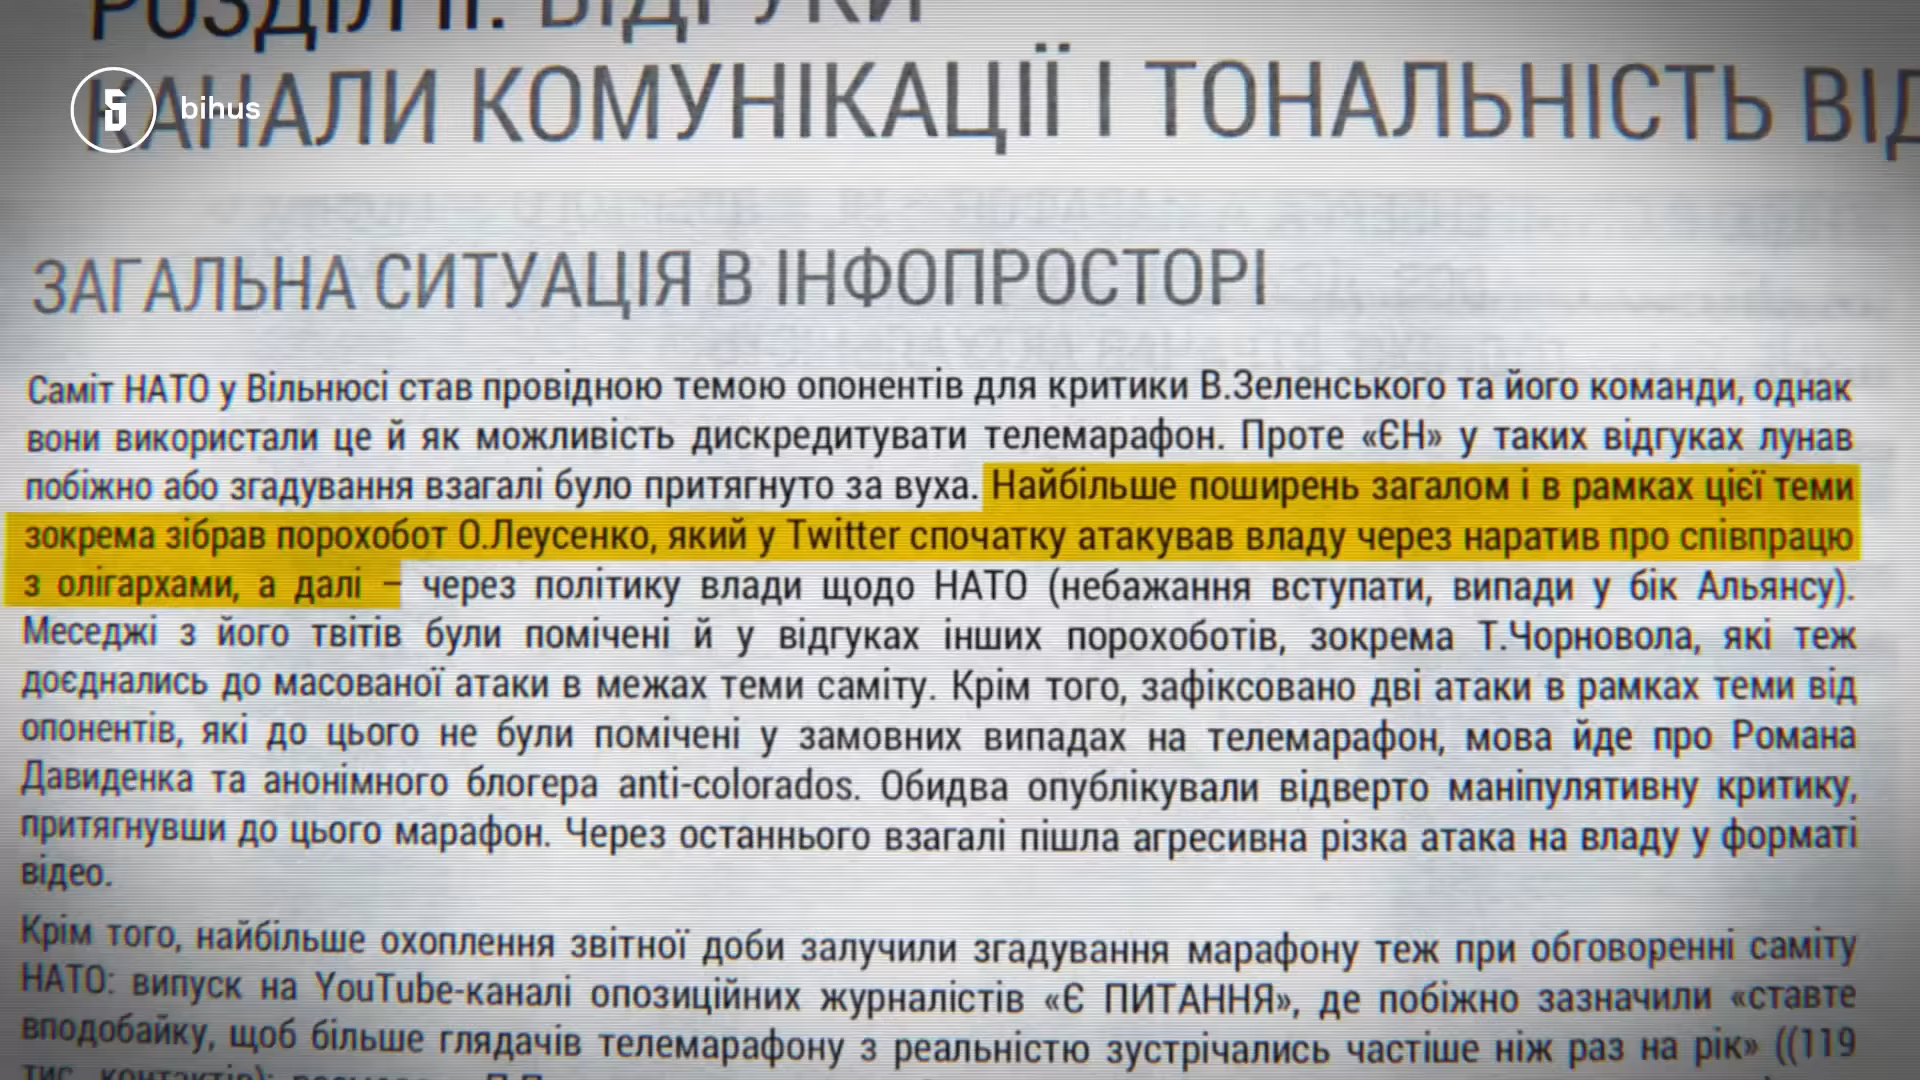 РОЗДІЛ II. ВІДГУКИ
КАНАЛИ КОМУНІКАЦІЇ І ТОНАЛЬНІСТЬ ВІД
bihus
ЗАГАЛЬНА СИТУАЦІЯ В ІНФОПРОСТОРІ
Саміт НАТО у Вільнюсі став провідною темою опонентів для критики В.Зеленського та його команди, однак
вони використали це й як можливість дискредитувати телемарафон. Проте «ЄН» у таких відгуках лунав
побіжно або згадування взагалі було притягнуто за вуха. Найбільше поширень загалом і в рамках цієї теми
зокрема зібрав порохобот О.Леусенко, який у Twitter спочатку атакував владу через наратив про співпрацю
з олігархами, а далі – через політику влади щодо НАТО (небажання вступати, випади у бік Альянсу).
Меседжі з його твітів були помічені й у відгуках інших порохоботів, зокрема Т.Чорновола, які теж
доєднались до масованої атаки в межах теми саміту. Крім того, зафіксовано дві атаки в рамках теми від
опонентів, які до цього не були помічені у замовних випадах на телемарафон, мова йде про Романа
Давиденка та анонімного блогера anti-colorados. Обидва опублікували відверто маніпулятивну критику,
притягнувши до цього марафон. Через останнього взагалі пішла агресивна різка атака на владу у форматі
відео.
Крім того, найбільше охоплення звітної доби залучили згадування марафону теж при обговоренні саміту
НАТО: випуск на YouTube-каналі опозиційних журналістів «Є ПИТАННЯ», де побіжно зазначили «ставте
вподобайку, щоб більше глядачів телемарафону з реальністю зустрічались частіше ніж раз на рік» ((119
тис. контактів);